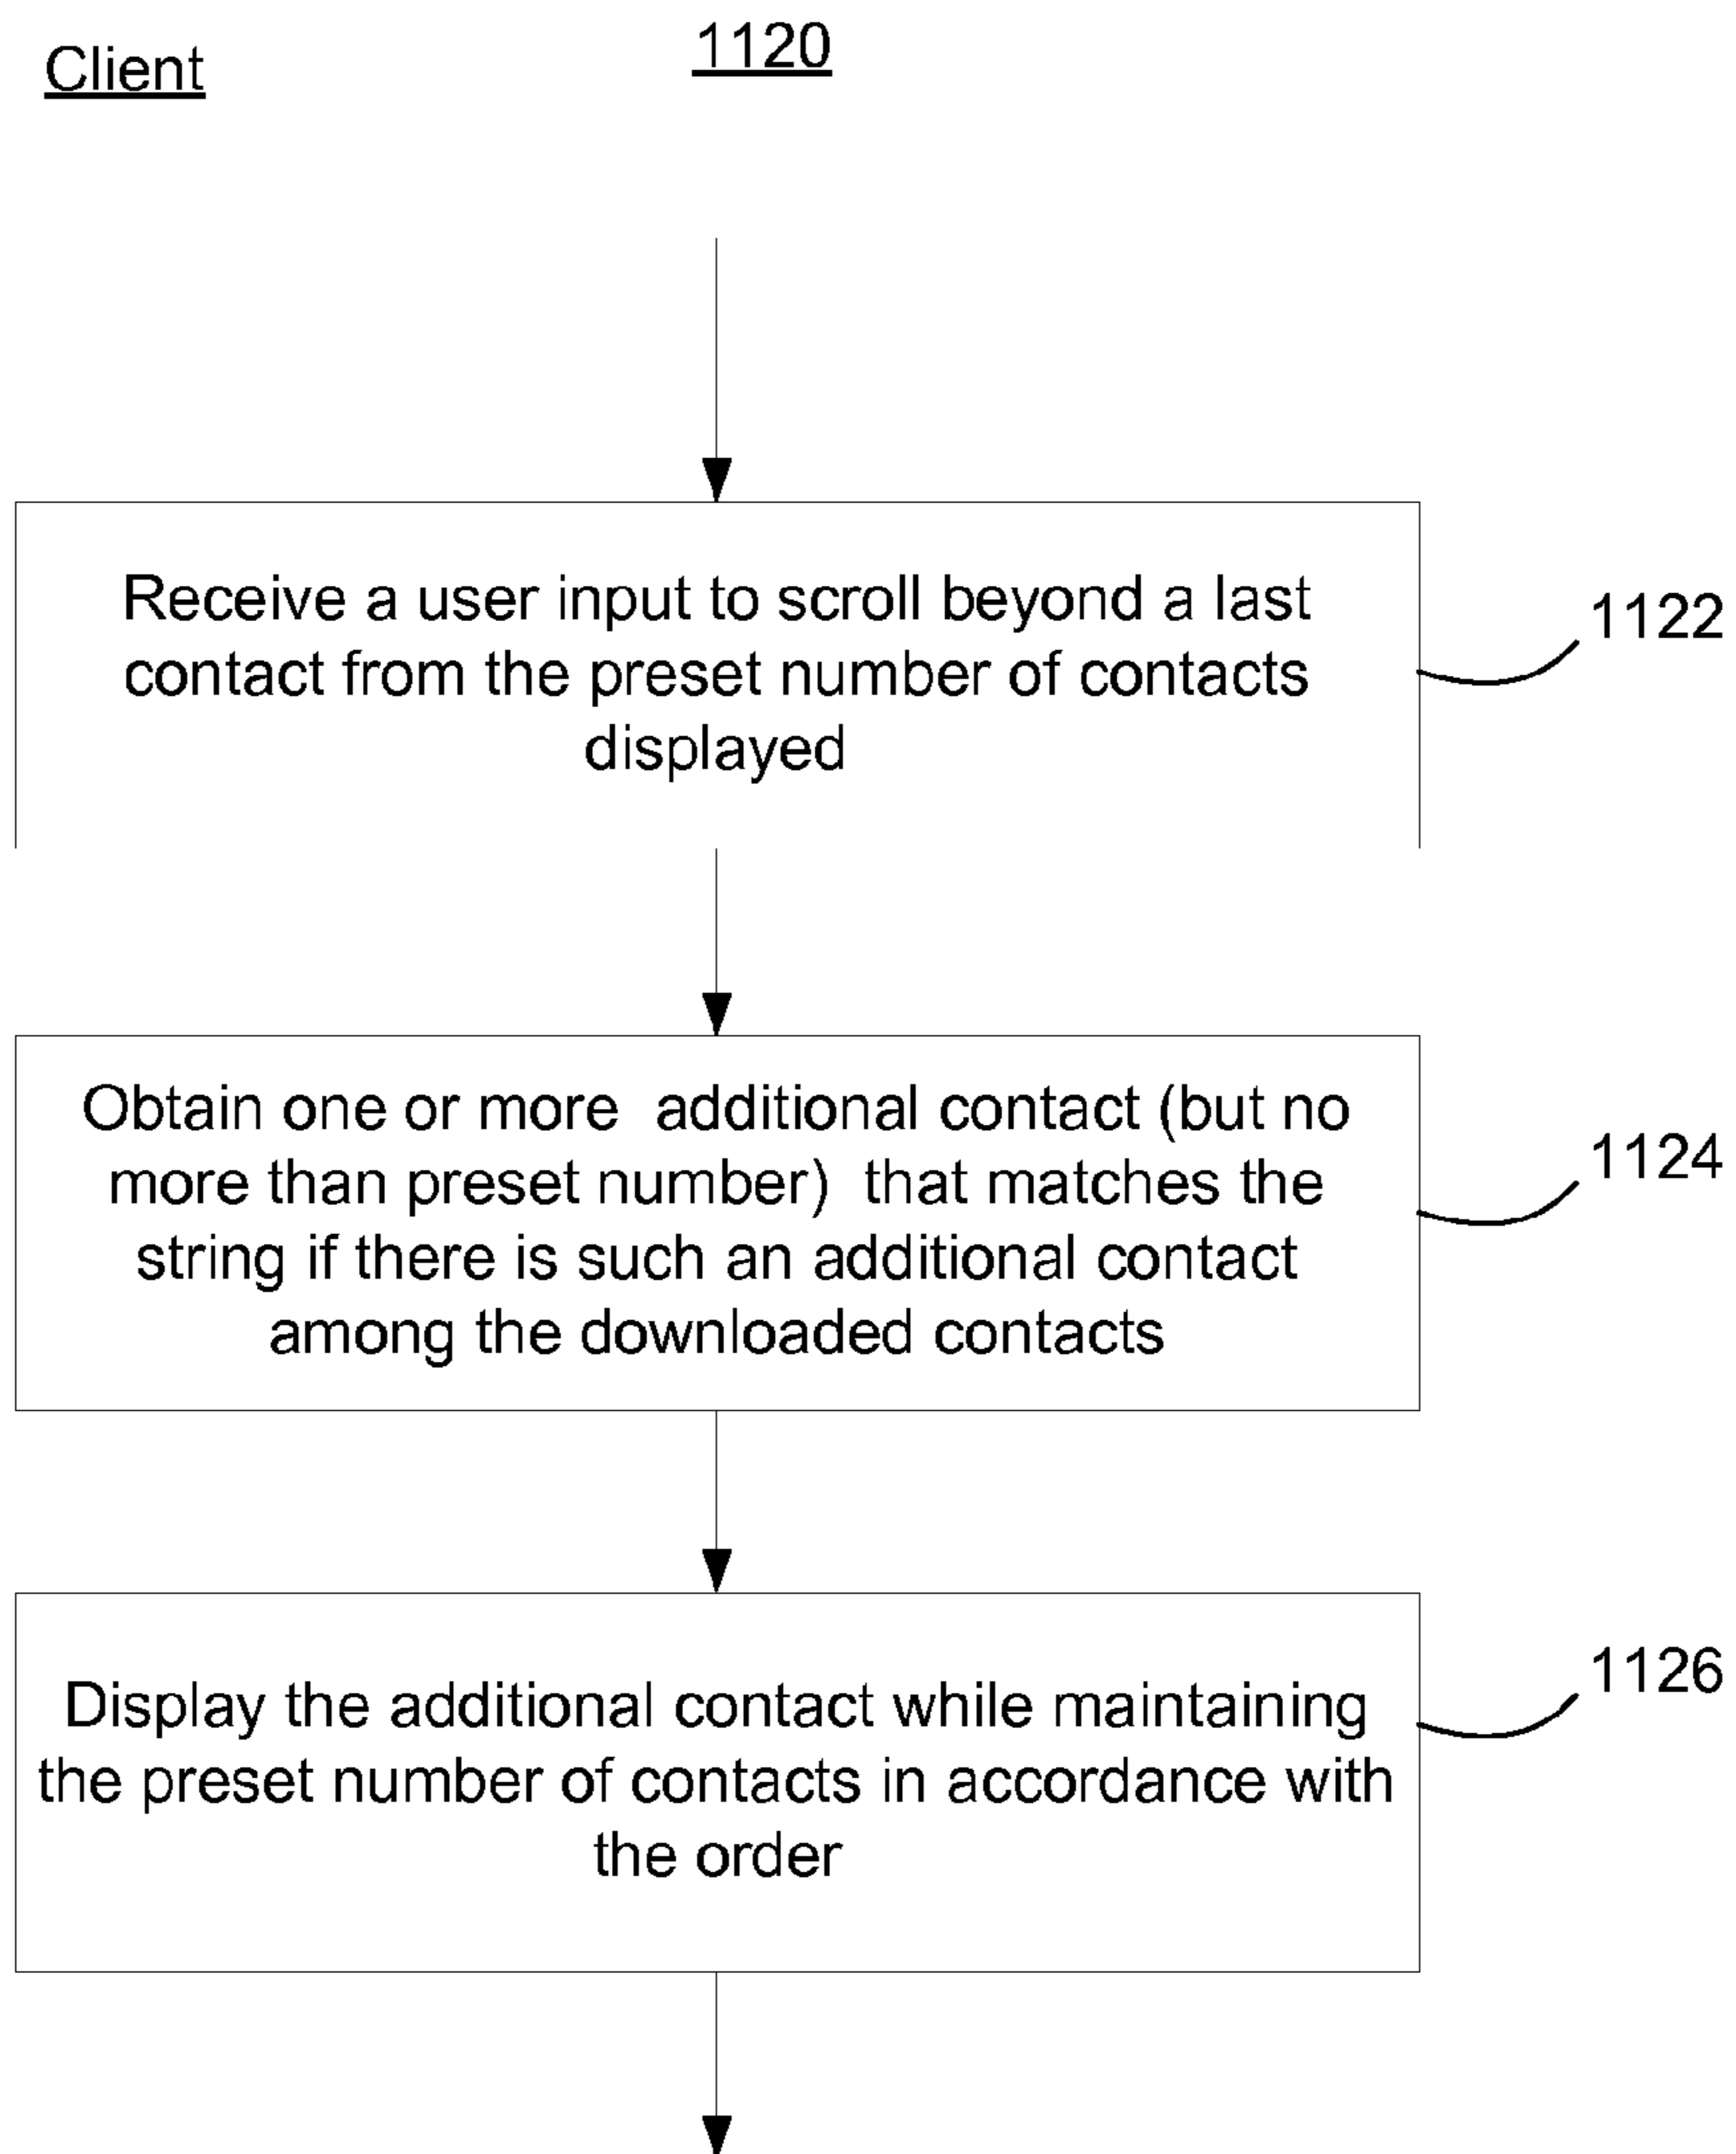 Client
1120
Receive a user input to scroll beyond a last
contact from the preset number of contacts
displayed
1122
Obtain one or more additional contact (but no
more than preset number) that matches the
string if there is such an additional contact
among the downloaded contacts
1124
Display the additional contact while maintaining
the preset number of contacts in accordance with
the order
1126